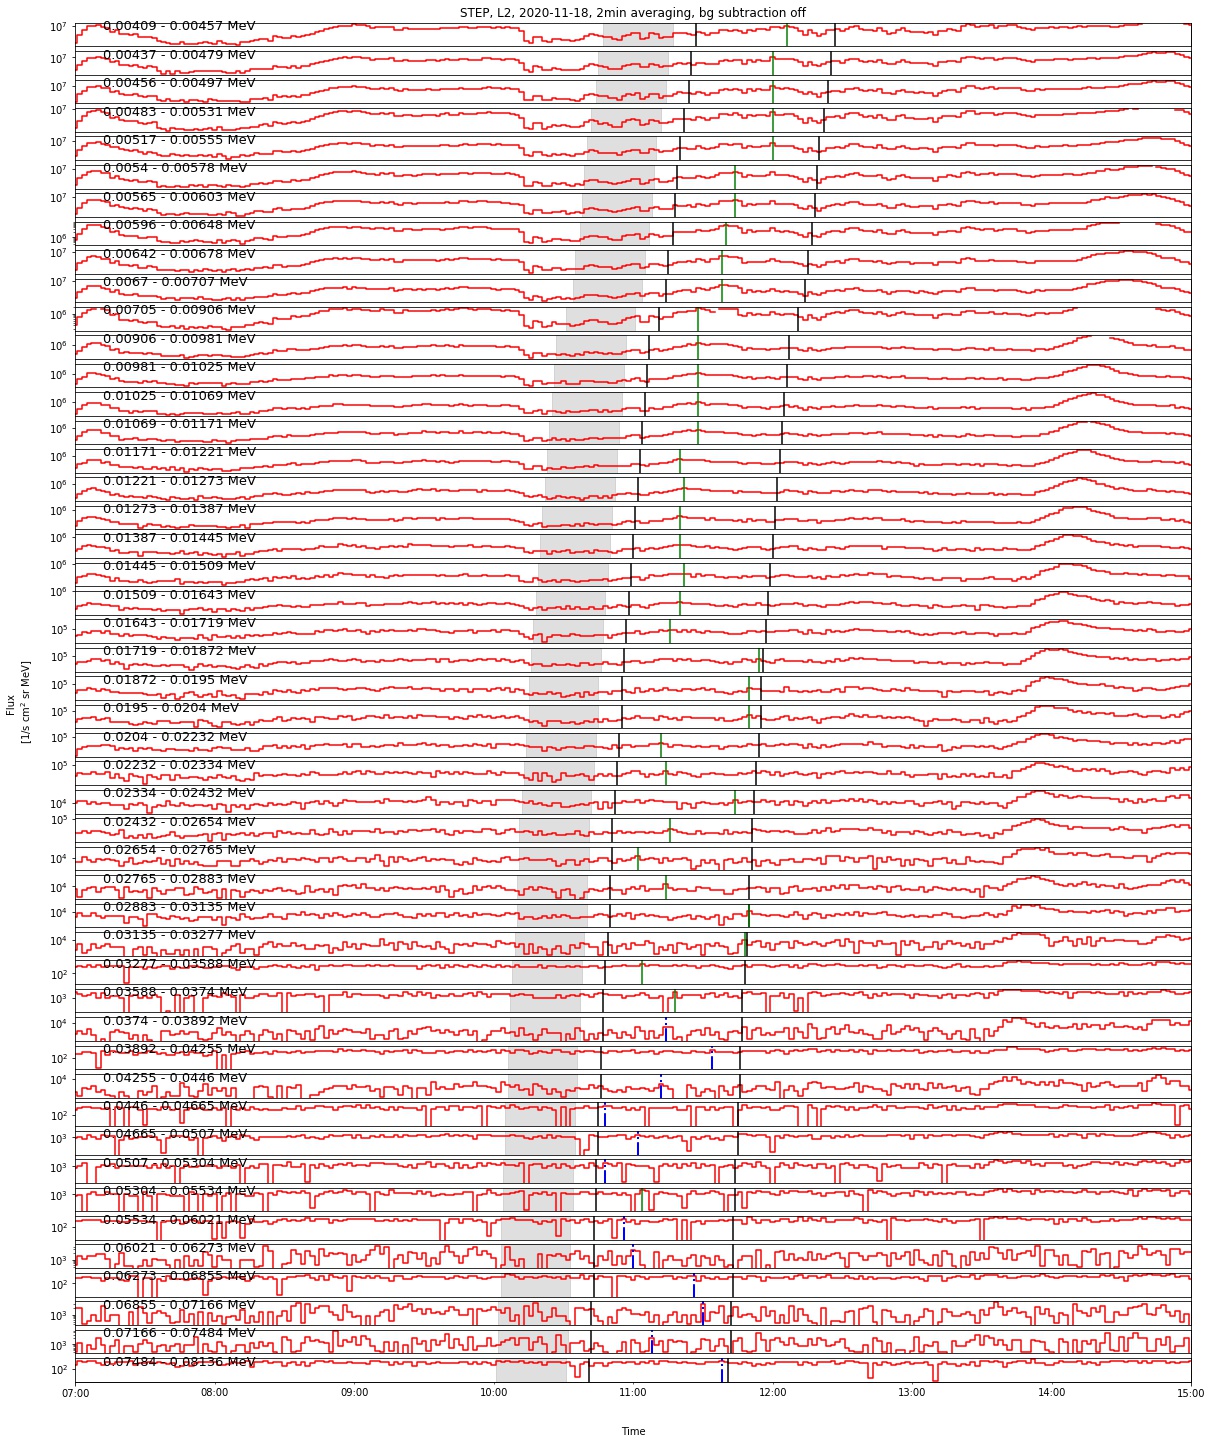 STEP, L2, 2020-11-18, 2min averaging, bg subtraction off
10⁷ 0.00409 - 0.00457 MeV
10⁷ 0.00437 - 0.00479 MeV
10⁷ 0.00456 - 0.00497 MeV
10⁷ 0.00483 - 0.00531 MeV
10⁷ 0.00517 - 0.00555 MeV
10⁷ 0.0054 - 0.00578 MeV
10⁷ 0.00565 - 0.00603 MeV
10⁶ 0.00596 - 0.00648 MeV
10⁷ 0.00642 - 0.00678 MeV
10⁷ 0.0067 - 0.00707 MeV
10⁶ 0.00705 - 0.00906 MeV
10⁶ 0.00906 - 0.00981 MeV
10⁶ 0.00981 - 0.01025 MeV
10⁶ 0.01025 - 0.01069 MeV
10⁶ 0.01069 - 0.01171 MeV
10⁶ 0.01171 - 0.01221 MeV
10⁶ 0.01221 - 0.01273 MeV
10⁶ 0.01273 - 0.01387 MeV
10⁶ 0.01387 - 0.01445 MeV
10⁶ 0.01445 - 0.01509 MeV
10⁶ 0.01509 - 0.01643 MeV
10⁵ 0.01643 - 0.01719 MeV
10⁵ 0.01719 - 0.01872 MeV
10⁵ 0.01872 - 0.0195 MeV
10⁵ 0.0195 - 0.0204 MeV
10⁵ 0.0204 - 0.02232 MeV
10⁵ 0.02232 - 0.02334 MeV
10⁴ 0.02334 - 0.02432 MeV
10⁵ 0.02432 - 0.02654 MeV
10⁴ 0.02654 - 0.02765 MeV
10⁴ 0.02765 - 0.02883 MeV
10⁴ 0.02883 - 0.03135 MeV
10⁴ 0.03135 - 0.03277 MeV
10² 0.03277 - 0.03588 MeV
10³ 0.03588 - 0.0374 MeV
10⁴ 0.0374 - 0.03892 MeV
10² 0.03892 - 0.04255 MeV
10⁴ 0.04255 - 0.0446 MeV
10² 0.0446 - 0.04665 MeV
10³ 0.04665 - 0.0507 MeV
10³ 0.0507 - 0.05304 MeV
10³ 0.05304 - 0.05534 MeV
10² 0.05534 - 0.06021 MeV
10³ 0.06021 - 0.06273 MeV
10² 0.06273 - 0.06855 MeV
10³ 0.06855 - 0.07166 MeV
10³ 0.07166 - 0.07484 MeV
10² 0.07484 - 0.08136 MeV
Flux
[1/s cm² sr MeV]
07:00 08:00 09:00 10:00 11:00 12:00 13:00 14:00 15:00
Time